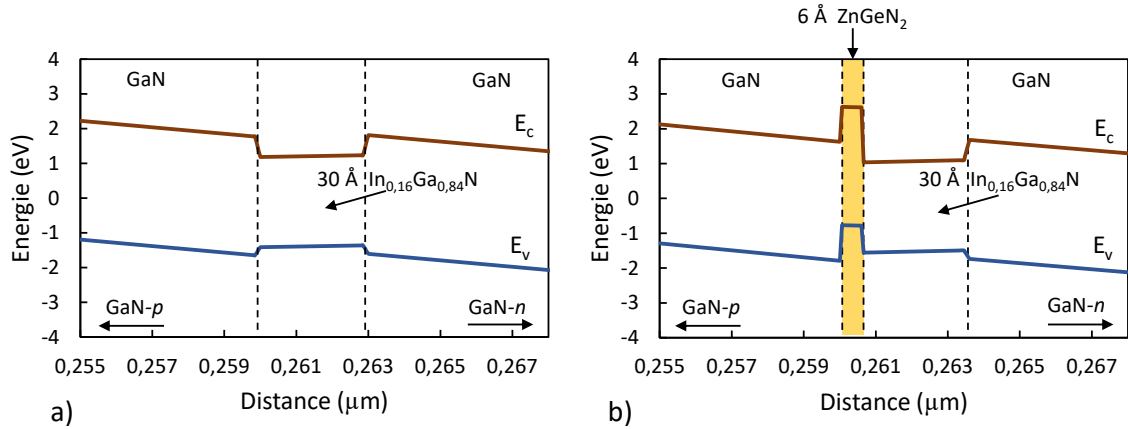 6 Å ZnGeN2
4
3
2
1
0
-1
-2
-3
-4
Energie (eV)
GaN
GaN
Ec
30 Å In0,16Ga0,84N
Ev
GaN-p
GaN-n
0,255
0,257
0,259
0,261
0,263
0,265
0,267
Distance (μm)
a)
4
3
2
1
0
-1
-2
-3
-4
Energie (eV)
GaN
GaN
Ec
30 Å In0,16Ga0,84N
Ev
GaN-p
GaN-n
0,255
0,257
0,259
0,261
0,263
0,265
0,267
Distance (μm)
b)